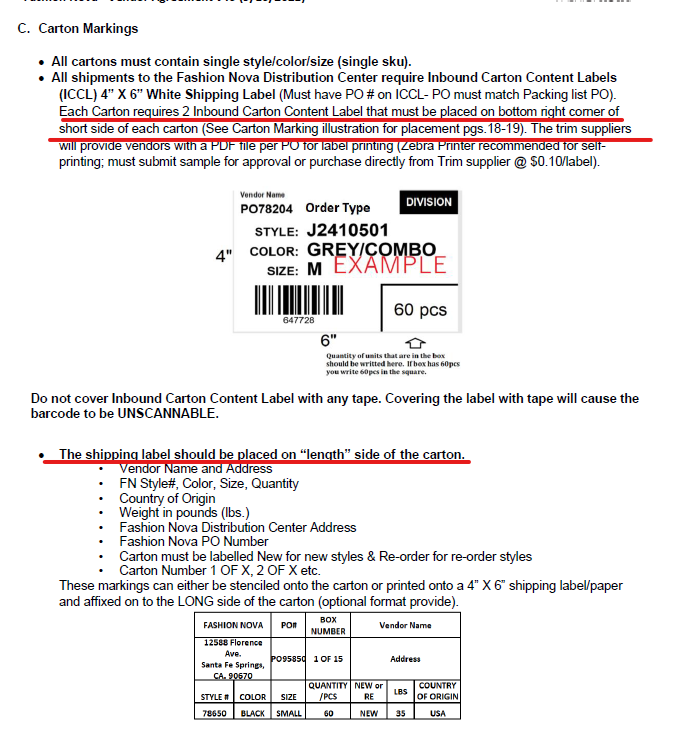 C. Carton Markings
• All cartons must contain single style/color/size (single sku).
• All shipments to the Fashion Nova Distribution Center require Inbound Carton Content Labels
(ICCL) 4” X 6” White Shipping Label (Must have PO # on ICCL- PO must match Packing list PO).
Each Carton requires 2 Inbound Carton Content Label that must be placed on bottom right corner of
short side of each carton (See Carton Marking illustration for placement pgs.18-19). The trim suppliers
will provide vendors with a PDF file per PO for label printing (Zebra Printer recommended for self-
printing; must submit sample for approval or purchase directly from Trim supplier @ $0.10/label).
Vendor Name
PO78204 Order Type DIVISION
STYLE: J2410501
4" COLOR: GREY/COMBO
SIZE: M EXAMPLE
647728
60 pcs
6"
Quantity of units that are in the box
should be writted here. If box has 60pcs
you write 60pcs in the square.
Do not cover Inbound Carton Content Label with any tape. Covering the label with tape will cause the
barcode to be UNSCANNABLE.
• The shipping label should be placed on “length” side of the carton.
• Vendor Name and Address
• FN Style#, Color, Size, Quantity
• Country of Origin
• Weight in pounds (lbs.)
• Fashion Nova Distribution Center Address
• Fashion Nova PO Number
• Carton must be labelled New for new styles & Re-order for re-order styles
• Carton Number 1 OF X, 2 OF X etc.
These markings can either be stenciled onto the carton or printed onto a 4” X 6” shipping label/paper
and affixed on to the LONG side of the carton (optional format provide).
FASHION NOVA PO# BOX NUMBER Vendor Name
12588 Florence Ave. Santa Fe Springs, CA. 90670 PO95850 1 OF 15 Address
STYLE # COLOR SIZE QUANTITY /PCS NEW or RE LBS COUNTRY OF ORIGIN
78650 BLACK SMALL 60 NEW 35 USA